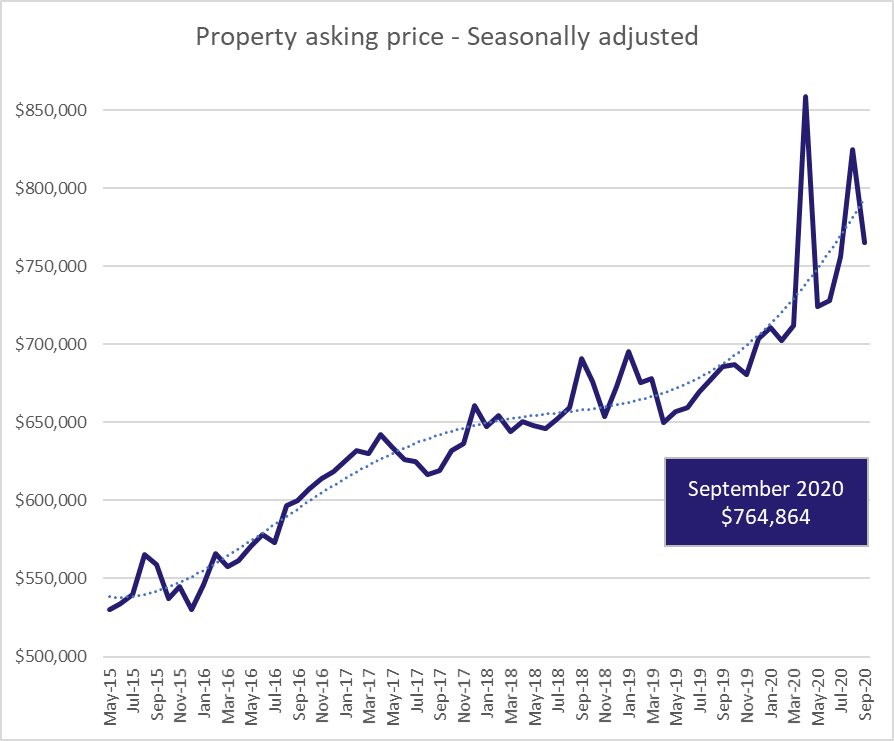 Property asking price - Seasonally adjusted
$850,000
$800,000
$750,000
$700,000
$650,000
$600,000
$550,000
$500,000
September 2020
$764,864
May-15
Jul-15
Sep-15
Nov-15
Jan-16
Mar-16
May-16
Jul-16
Sep-16
Nov-16
Jan-17
Mar-17
May-17
Jul-17
Sep-17
Nov-17
Jan-18
Mar-18
May-18
Jul-18
Sep-18
Nov-18
Jan-19
Mar-19
May-19
Jul-19
Sep-19
Nov-19
Jan-20
Mar-20
May-20
Jul-20
Sep-20